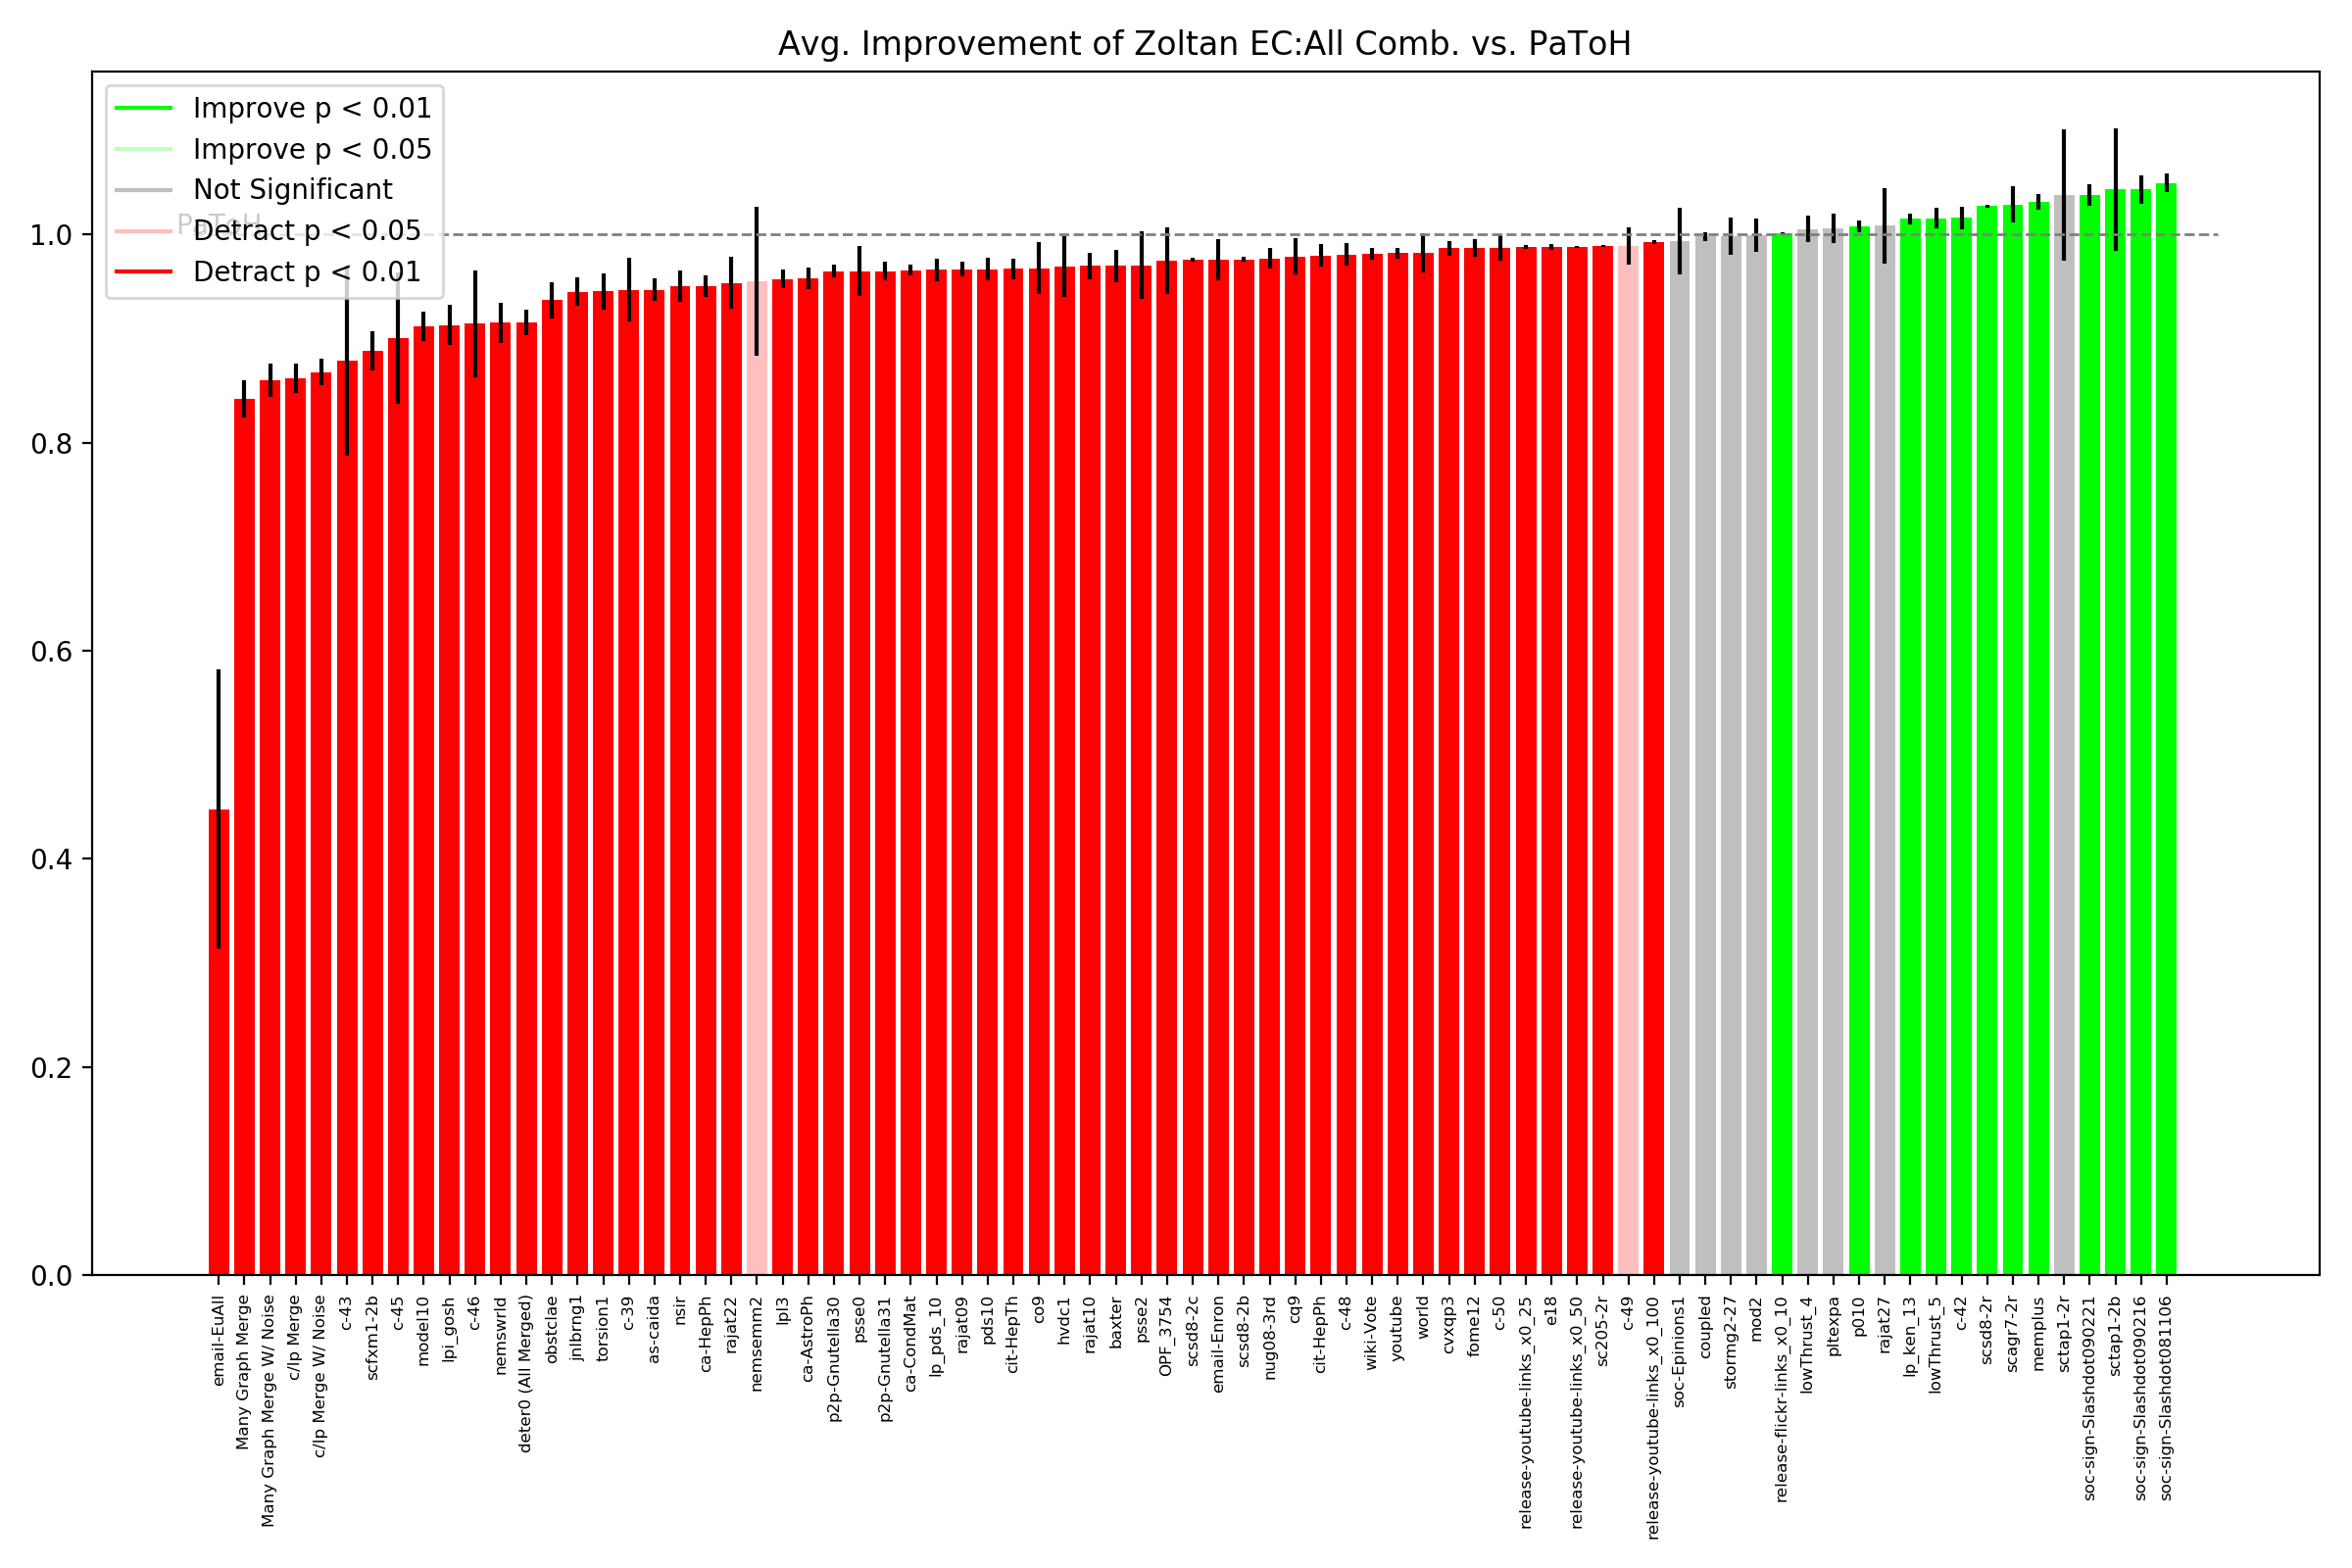 Avg. Improvement of Zoltan EC:All Comb. vs. PaToH
Improve p < 0.01
Improve p < 0.05
Not Significant
Detract p < 0.05
Detract p < 0.01
PaToH
1.0
0.8
0.6
0.4
0.2
0.0
email-EuAll
Many Graph Merge
Many Graph Merge W/ Noise
c/lp Merge
c/lp Merge W/ Noise
c-43
scfxm1-2b
c-45
model10
lpi_gosh
c-46
nemswrld
deter0 (All Merged)
obstclae
jnlbrng1
torsion1
c-39
as-caida
nsir
ca-HepPh
rajat22
nemsemm2
lpl3
ca-AstroPh
p2p-Gnutella30
psse0
p2p-Gnutella31
ca-CondMat
lp_pds_10
rajat09
pds10
cit-HepTh
co9
hvdc1
rajat10
baxter
psse2
OPF_3754
scsd8-2c
email-Enron
scsd8-2b
nug08-3rd
cq9
cit-HepPh
c-48
wiki-Vote
youtube
world
cvxqp3
fome12
c-50
release-youtube-links_x0_25
e18
release-youtube-links_x0_50
sc205-2r
c-49
release-youtube-links_x0_100
soc-Epinions1
coupled
stormg2-27
mod2
release-flickr-links_x0_10
lowThrust_4
pltexpa
p010
rajat27
lp_ken_13
lowThrust_5
c-42
scsd8-2r
scagr7-2r
memplus
sctap1-2r
soc-sign-Slashdot090221
sctap1-2b
soc-sign-Slashdot090216
soc-sign-Slashdot081106